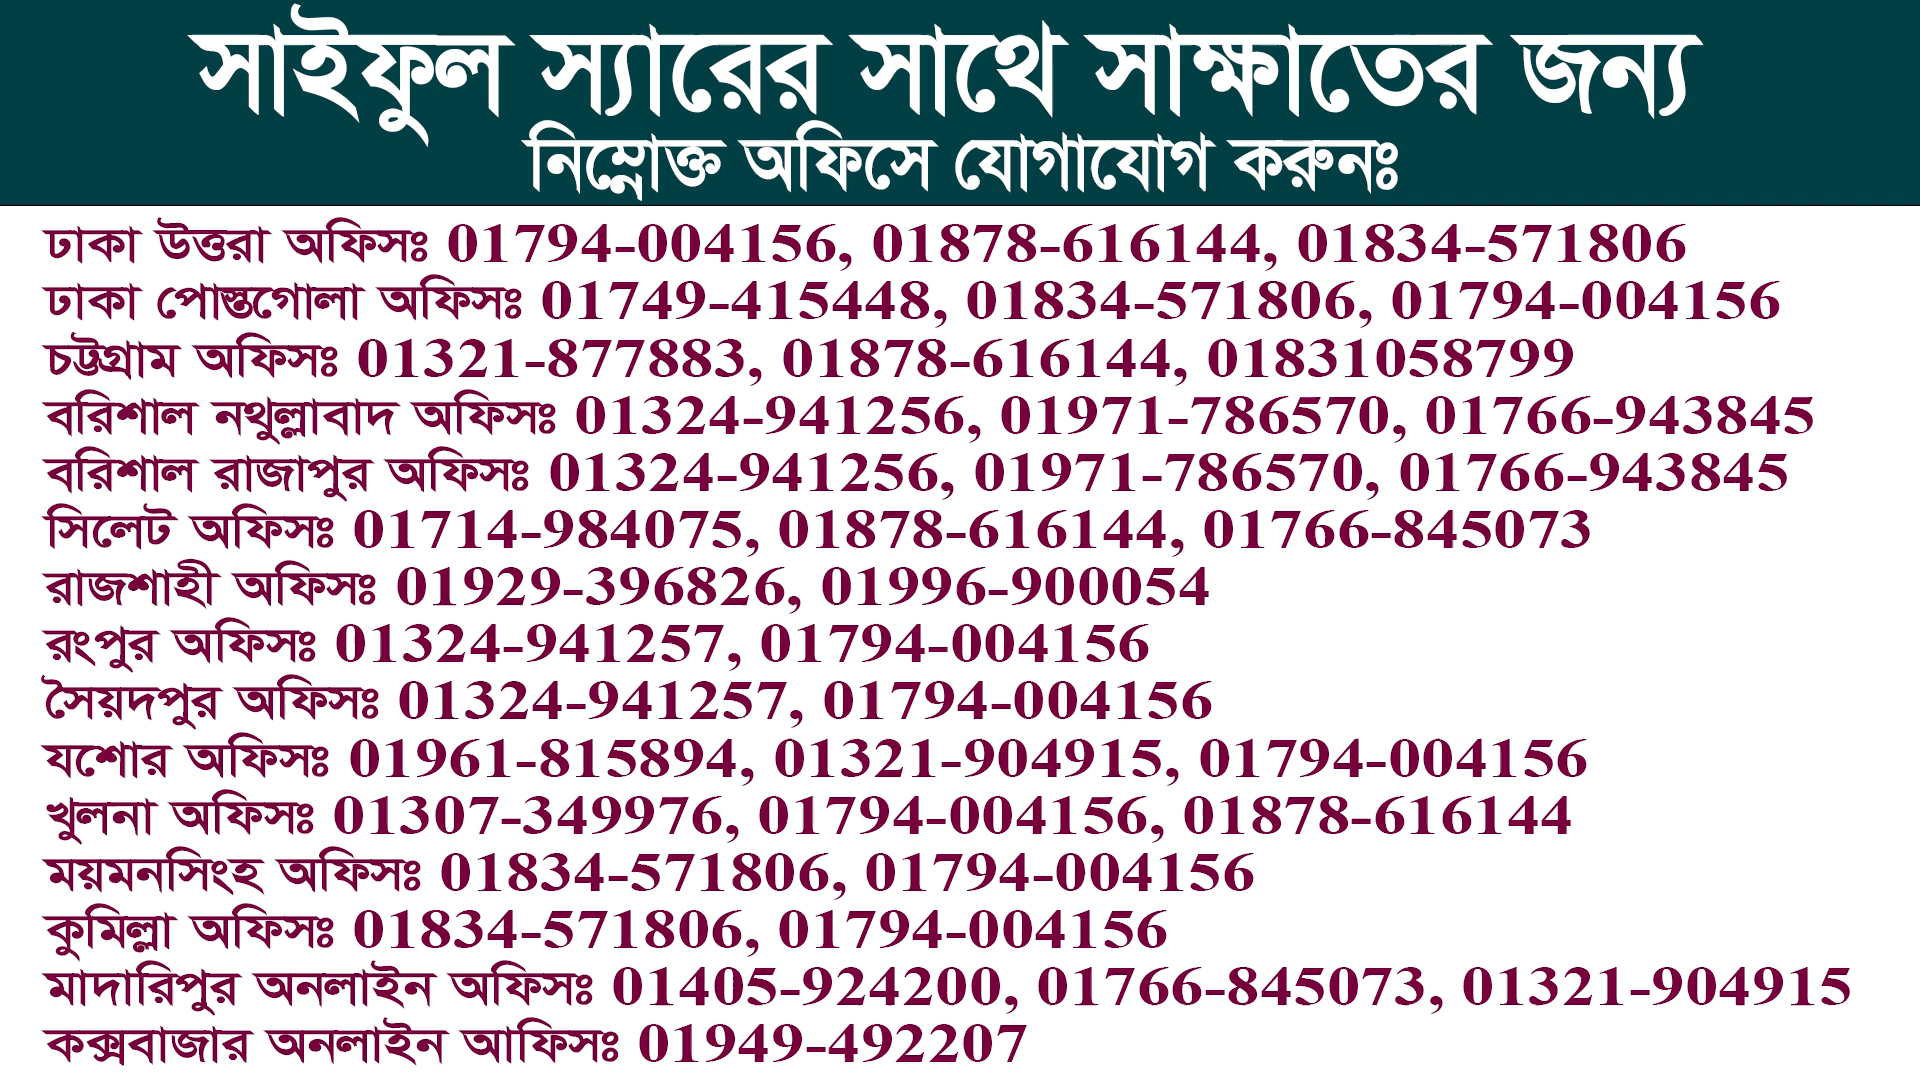 সাইফুল স্যারের সাথে সাক্ষাতের জন্য
নিম্নোক্ত অফিসে যোগাযোগ করুনঃ
ঢাকা উত্তরা অফিসঃ 01794-004156, 01878-616144, 01834-571806
ঢাকা পোস্তগোলা অফিসঃ 01749-415448, 01834-571806, 01794-004156
চট্টগ্রাম অফিসঃ 01321-877883, 01878-616144, 01831058799
বরিশাল নথুল্লাবাদ অফিসঃ 01324-941256, 01971-786570, 01766-943845
বরিশাল রাজাপুর অফিসঃ 01324-941256, 01971-786570, 01766-943845
সিলেট অফিসঃ 01714-984075, 01878-616144, 01766-845073
রাজশাহী অফিসঃ 01929-396826, 01996-900054
রংপুর অফিসঃ 01324-941257, 01794-004156
সৈয়দপুর অফিসঃ 01324-941257, 01794-004156
যশোর অফিসঃ 01961-815894, 01321-904915, 01794-004156
খুলনা অফিসঃ 01307-349976, 01794-004156, 01878-616144
ময়মনসিংহ অফিসঃ 01834-571806, 01794-004156
কুমিল্লা অফিসঃ 01834-571806, 01794-004156
মাদারিপুর অনলাইন অফিসঃ 01405-924200, 01766-845073, 01321-904915
কক্সবাজার অনলাইন আফিসঃ 01949-492207